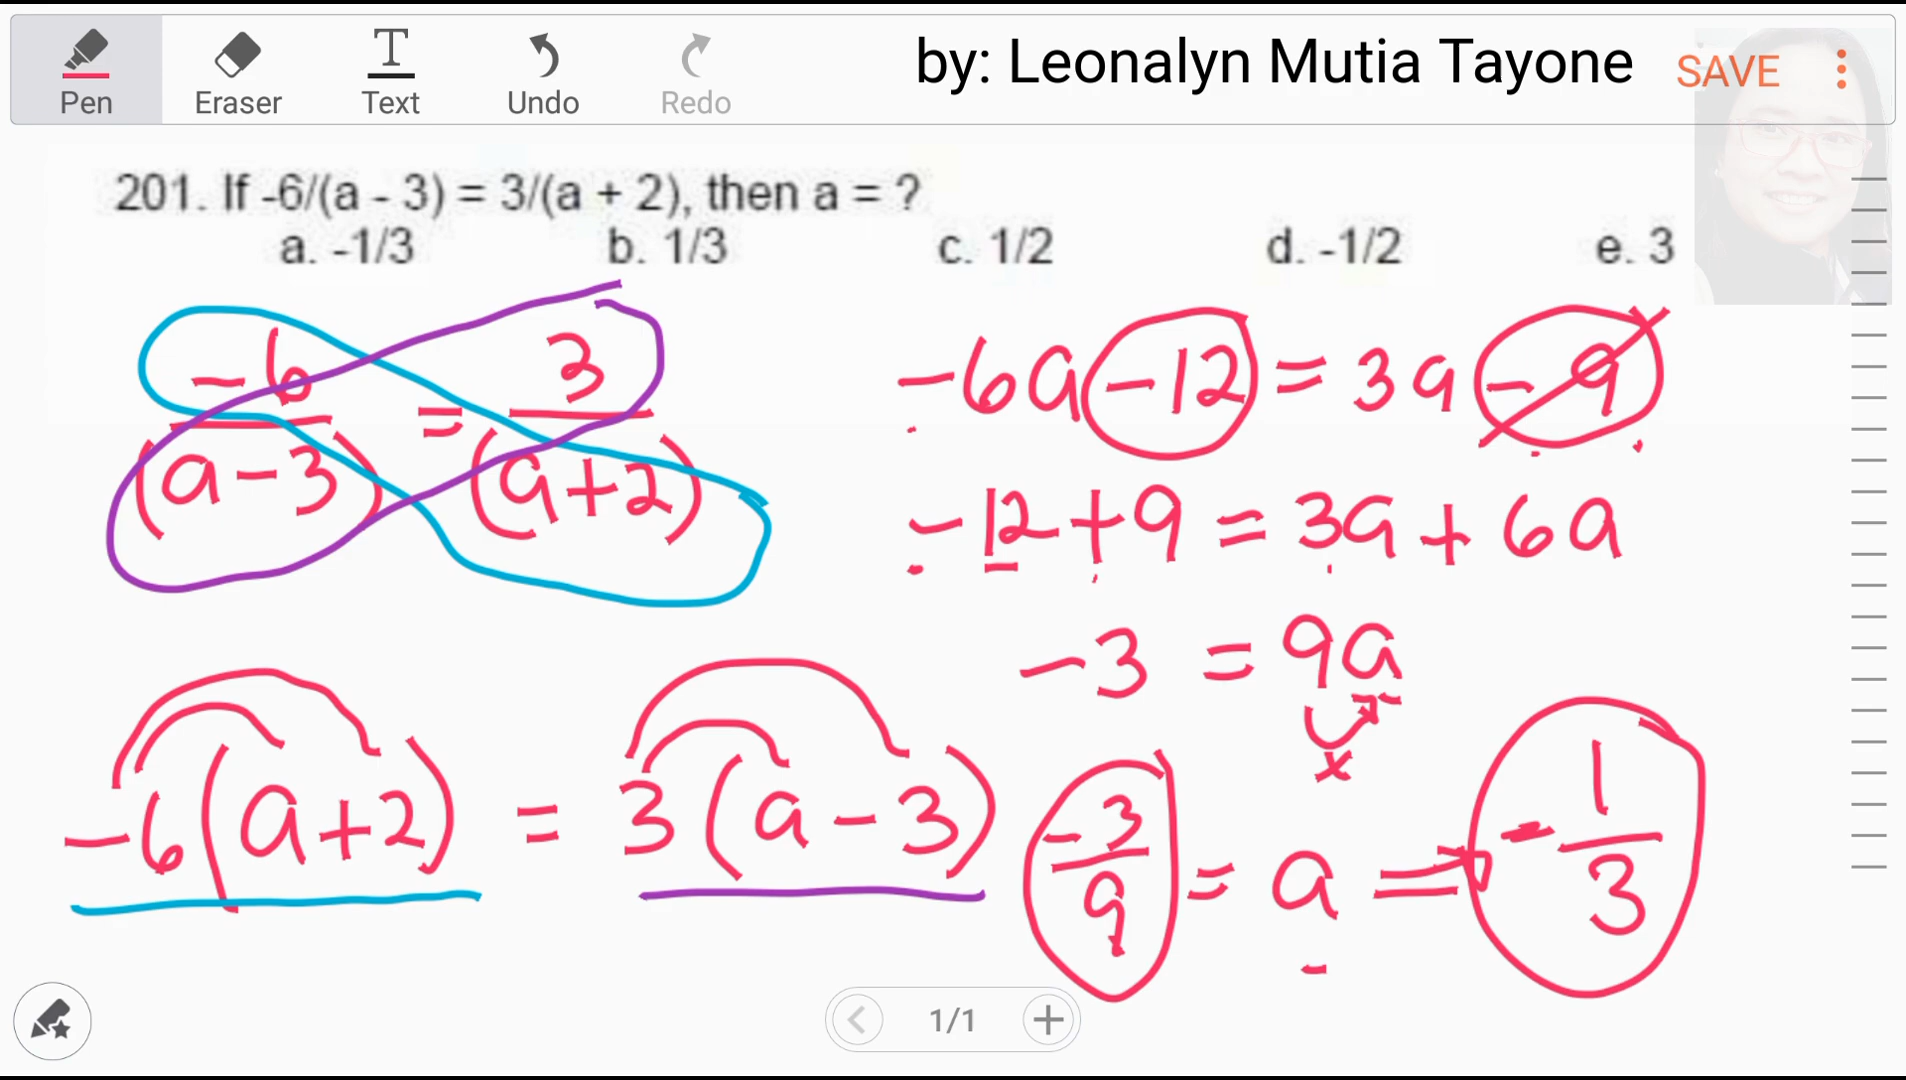 Pen Eraser Text Undo Redo by: Leonalyn Mutia Tayone SAVE
201. If -6/(a - 3) = 3/(a + 2), then a = ?
a. -1/3 b. 1/3 c. 1/2 d. -1/2 e. 3
-6/(a-3) = 3/(a+2)
-6(a+2) = 3(a-3)
-6a-12 = 3a-9
-12+9 = 3a+6a
-3 = 9a
x
-3/9 = a ⇒ -1/3
1/1